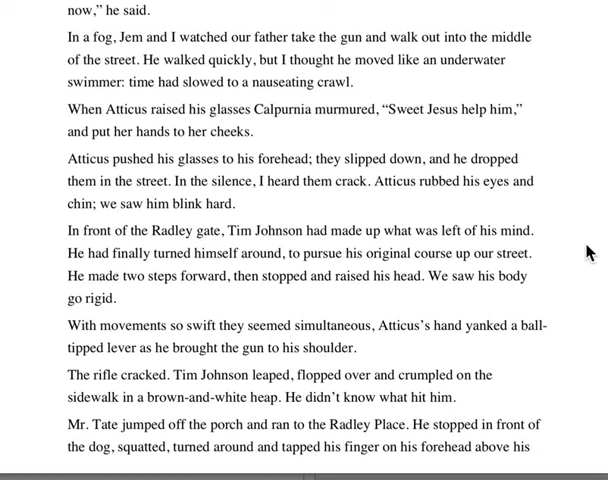 now,” he said.
In a fog, Jem and I watched our father take the gun and walk out into the middle
of the street. He walked quickly, but I thought he moved like an underwater
swimmer: time had slowed to a nauseating crawl.
When Atticus raised his glasses Calpurnia murmured, “Sweet Jesus help him,”
and put her hands to her cheeks.
Atticus pushed his glasses to his forehead; they slipped down, and he dropped
them in the street. In the silence, I heard them crack. Atticus rubbed his eyes and
chin; we saw him blink hard.
In front of the Radley gate, Tim Johnson had made up what was left of his mind.
He had finally turned himself around, to pursue his original course up our street.
He made two steps forward, then stopped and raised his head. We saw his body
go rigid.
With movements so swift they seemed simultaneous, Atticus’s hand yanked a ball-
tipped lever as he brought the gun to his shoulder.
The rifle cracked. Tim Johnson leaped, flopped over and crumpled on the
sidewalk in a brown-and-white heap. He didn’t know what hit him.
Mr. Tate jumped off the porch and ran to the Radley Place. He stopped in front of
the dog, squatted, turned around and tapped his finger on his forehead above his